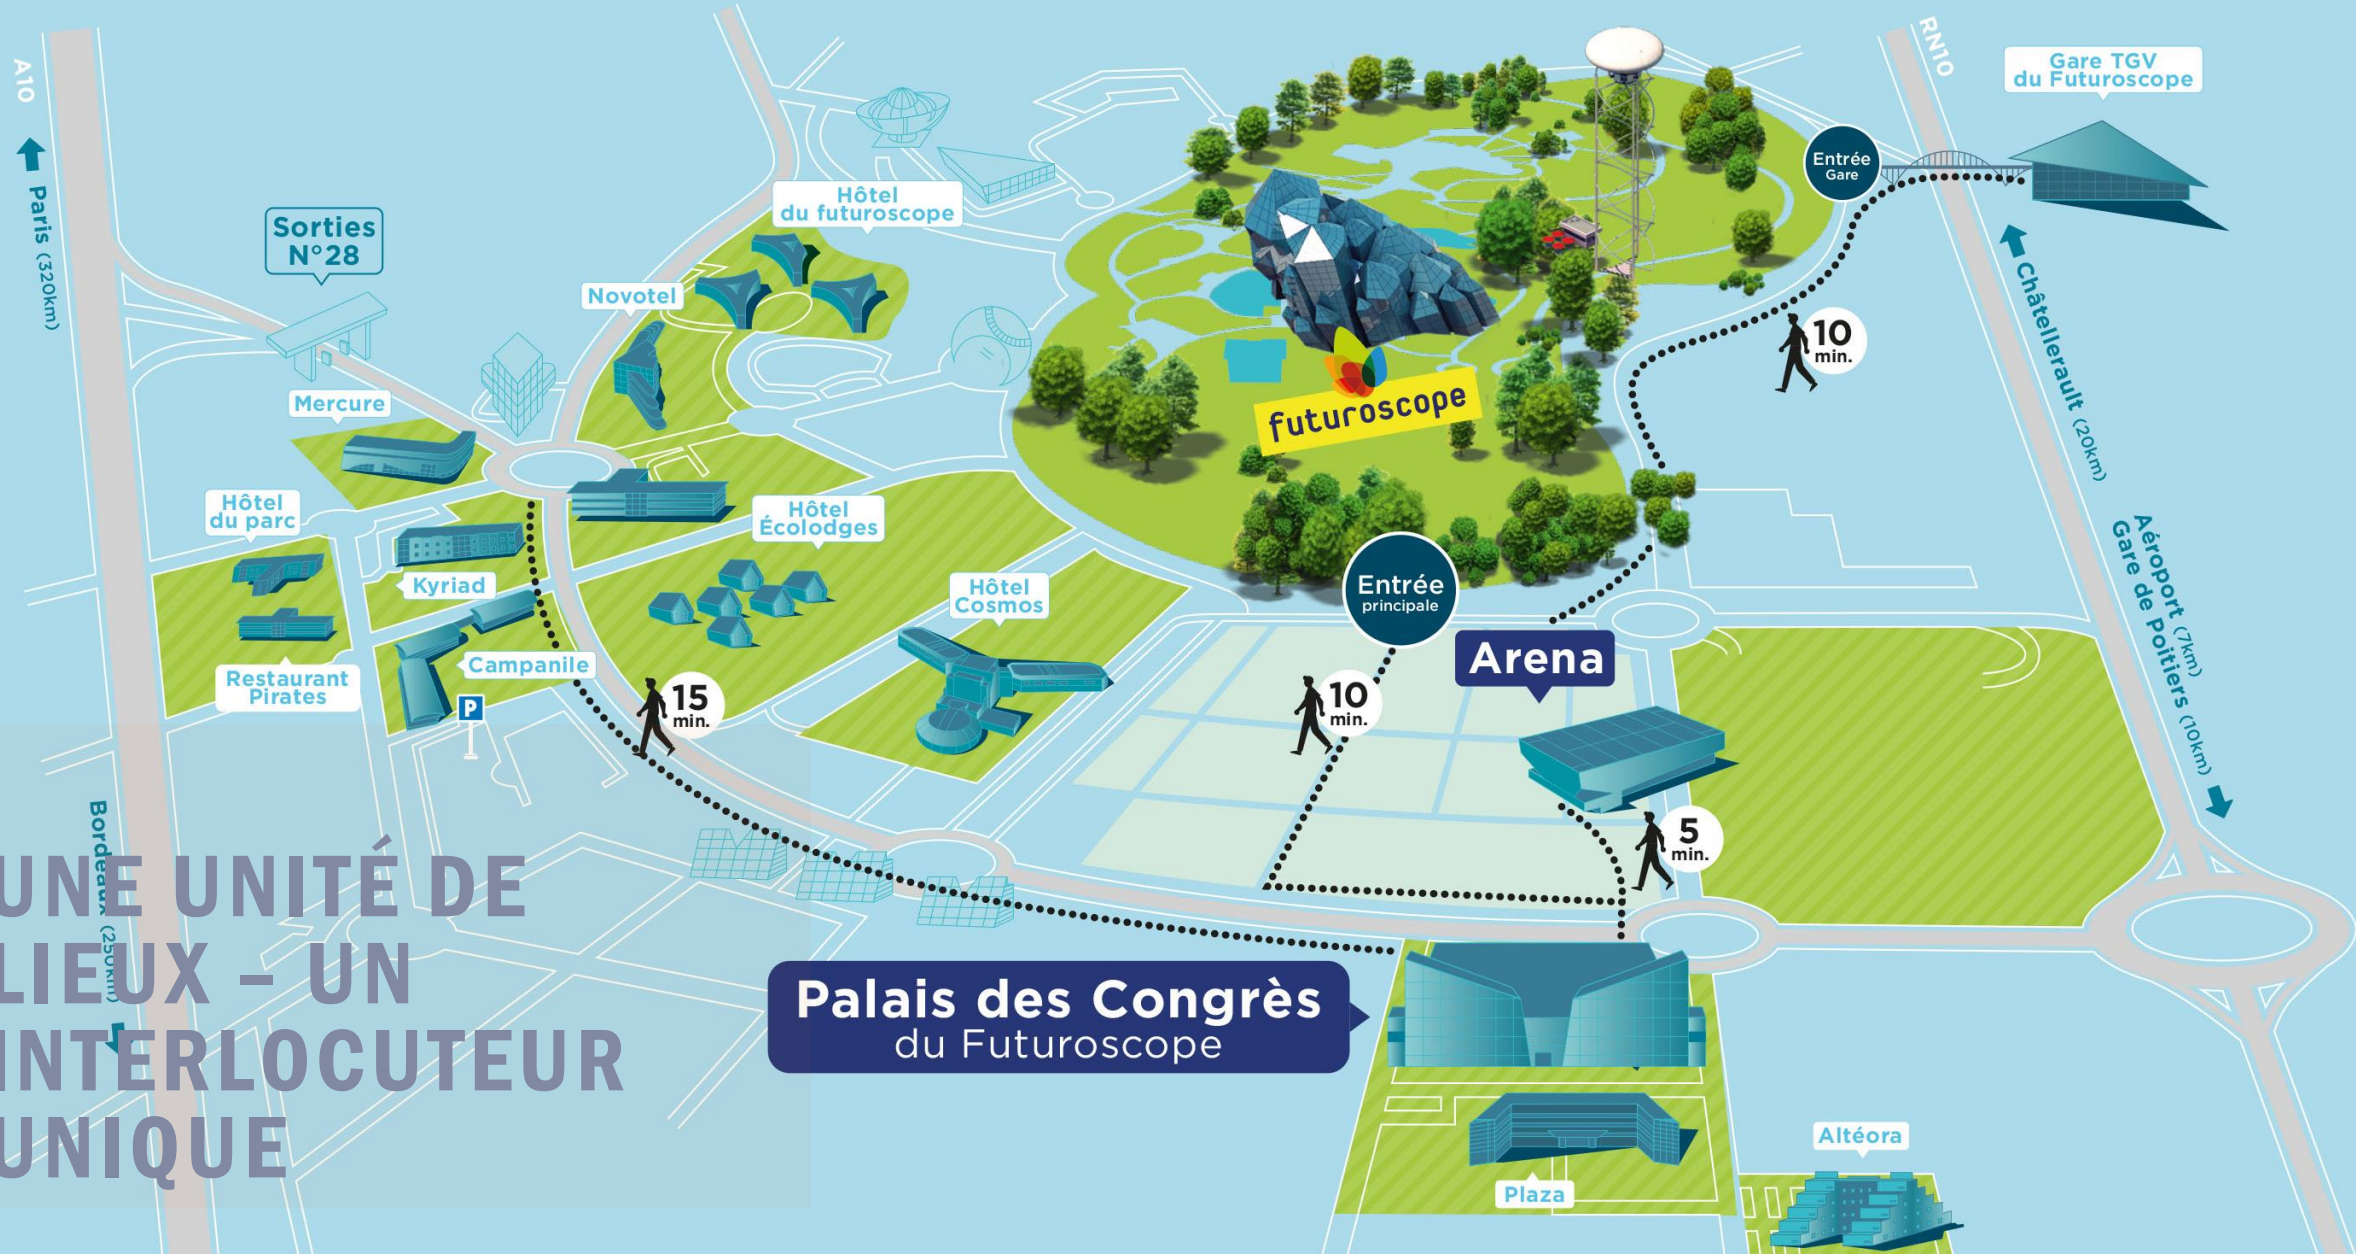 A10
Paris (320km)
Sorties
N°28
Hôtel
du futuroscope
Novotel
Mercure
Hôtel
du parc
Kyriad
Restaurant
Pirates
Campanile
P
Hôtel
Écolodges
Hôtel
Cosmos
15
min.
futuroscope
Entrée
principale
Entrée
Gare
RN10
Gare TGV
du Futuroscope
10
min.
Châtellerault (20km)
Aéroport (7km)
Gare de Poitiers (10km)
Arena
10
min.
5
min.
Bordeaux (250km)
UNE UNITÉ DE
LIEUX – UN
INTERLOCUTEUR
UNIQUE
Palais des Congrès
du Futuroscope
Plaza
Altéora